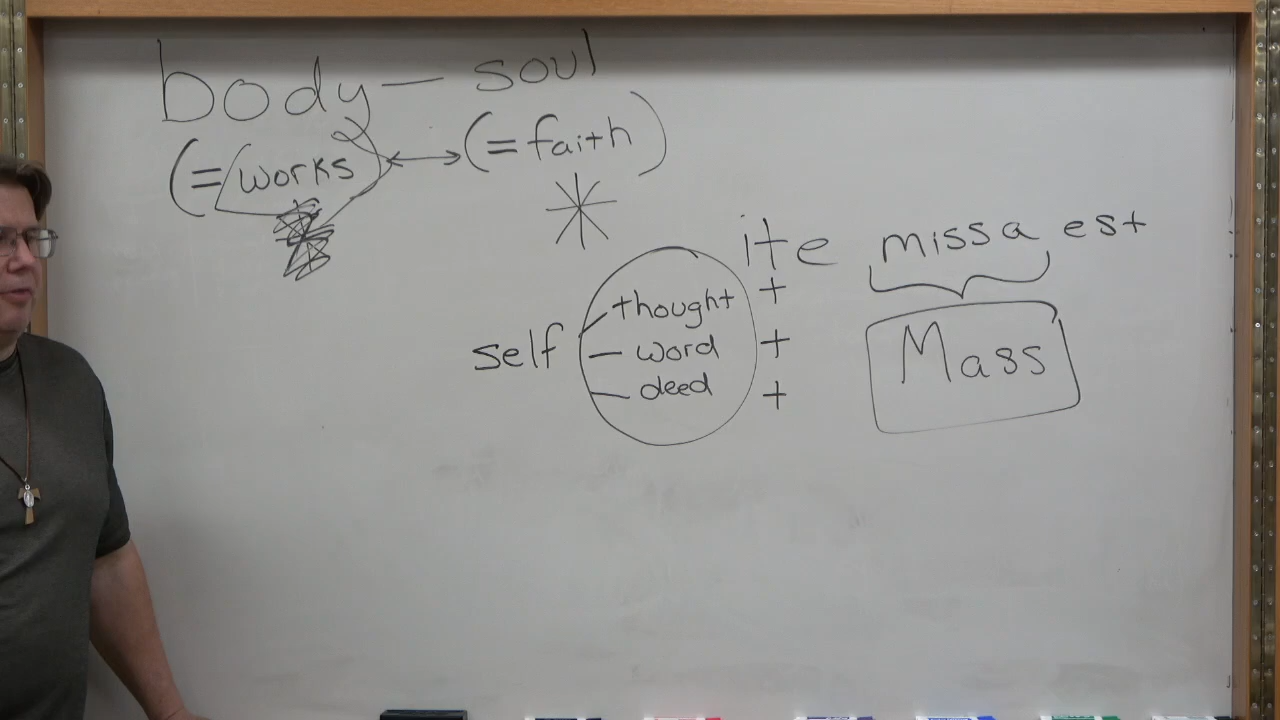 body — soul
(= works) ↔ (= faith)
ite missa est
+
thought
self — word +
deed +
Mass